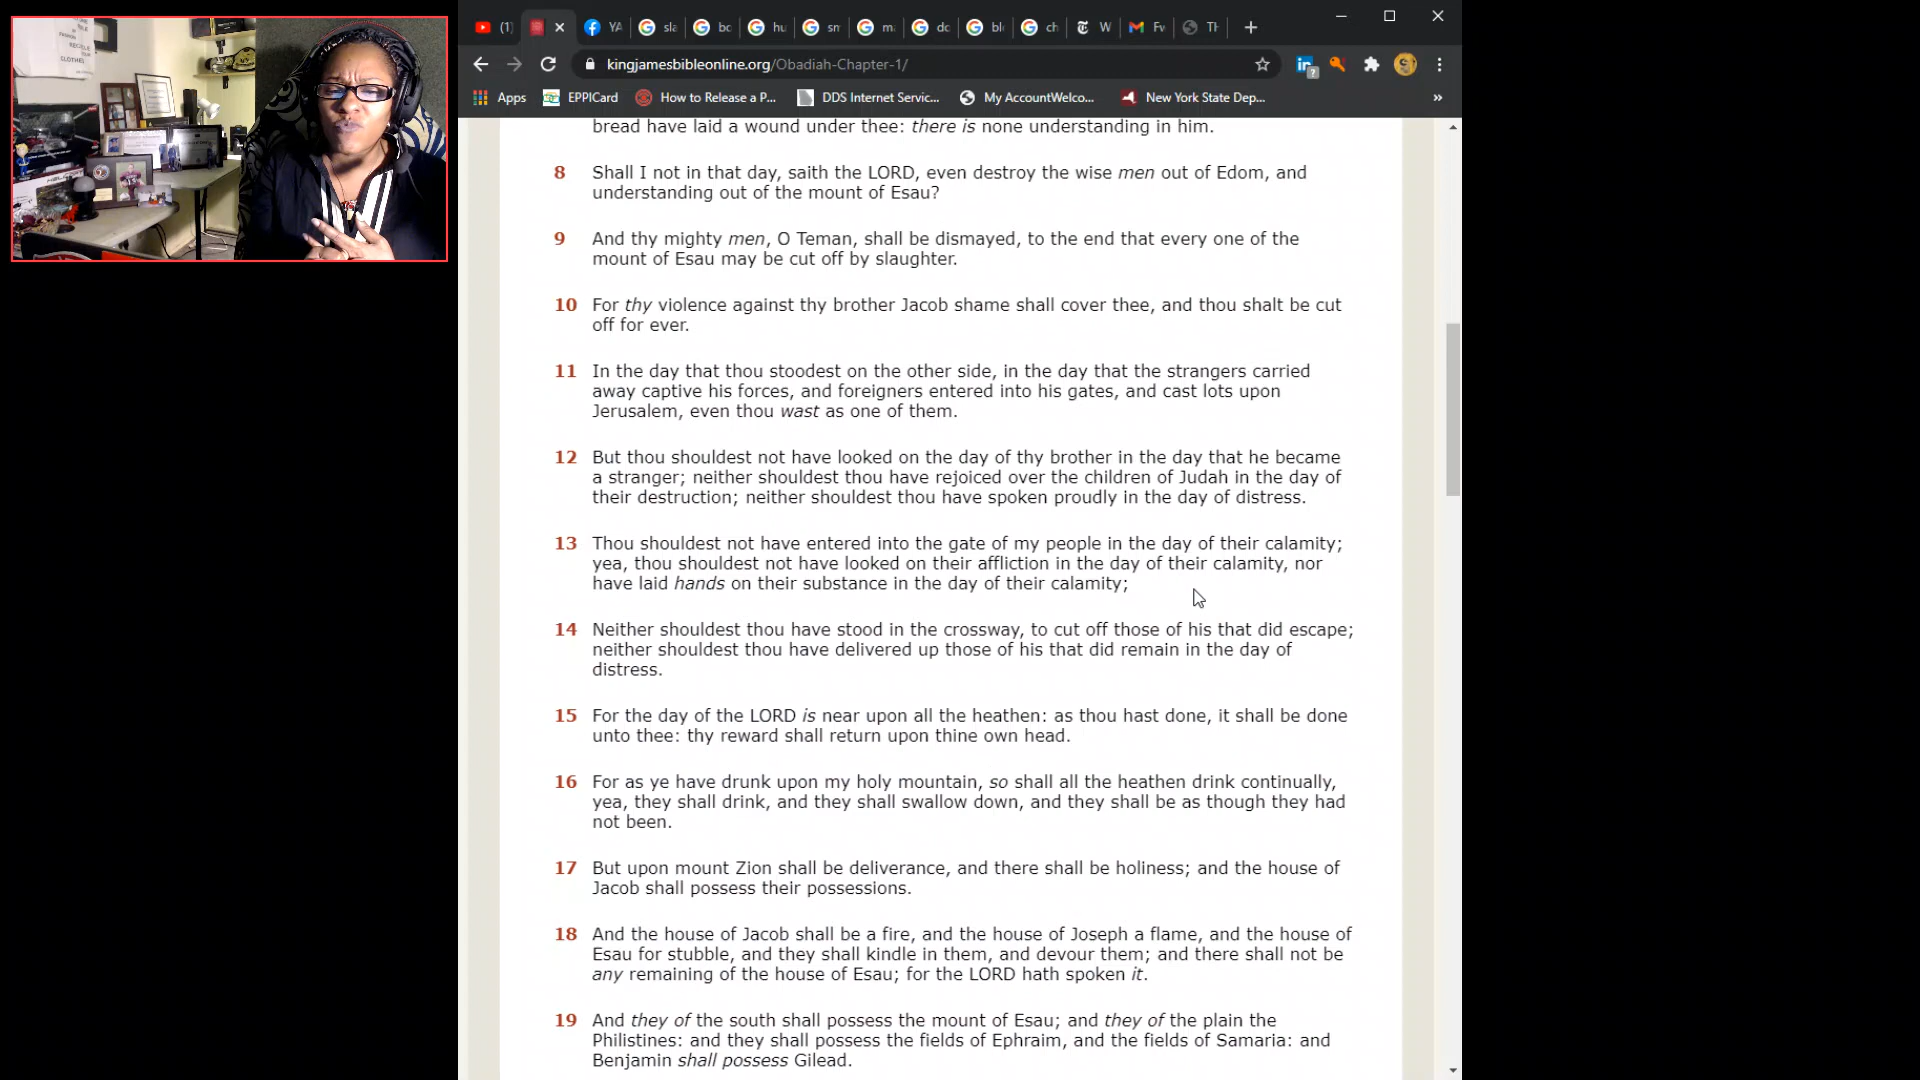 (1)
YA
sla
bc
hu
sn
m
dc
bl
ch
W
Fv
Th
kingjamesbibleonline.org/Obadiah-Chapter-1/
Apps
EPPICard
How to Release a P...
DDS Internet Servic...
My AccountWelco...
New York State Dep...
»
bread have laid a wound under thee: there is none understanding in him.
8 Shall I not in that day, saith the LORD, even destroy the wise men out of Edom, and
understanding out of the mount of Esau?
9 And thy mighty men, O Teman, shall be dismayed, to the end that every one of the
mount of Esau may be cut off by slaughter.
10 For thy violence against thy brother Jacob shame shall cover thee, and thou shalt be cut
off for ever.
11 In the day that thou stoodest on the other side, in the day that the strangers carried
away captive his forces, and foreigners entered into his gates, and cast lots upon
Jerusalem, even thou wast as one of them.
12 But thou shouldest not have looked on the day of thy brother in the day that he became
a stranger; neither shouldest thou have rejoiced over the children of Judah in the day of
their destruction; neither shouldest thou have spoken proudly in the day of distress.
13 Thou shouldest not have entered into the gate of my people in the day of their calamity;
yea, thou shouldest not have looked on their affliction in the day of their calamity, nor
have laid hands on their substance in the day of their calamity;
14 Neither shouldest thou have stood in the crossway, to cut off those of his that did escape;
neither shouldest thou have delivered up those of his that did remain in the day of
distress.
15 For the day of the LORD is near upon all the heathen: as thou hast done, it shall be done
unto thee: thy reward shall return upon thine own head.
16 For as ye have drunk upon my holy mountain, so shall all the heathen drink continually,
yea, they shall drink, and they shall swallow down, and they shall be as though they had
not been.
17 But upon mount Zion shall be deliverance, and there shall be holiness; and the house of
Jacob shall possess their possessions.
18 And the house of Jacob shall be a fire, and the house of Joseph a flame, and the house of
Esau for stubble, and they shall kindle in them, and devour them; and there shall not be
any remaining of the house of Esau; for the LORD hath spoken it.
19 And they of the south shall possess the mount of Esau; and they of the plain the
Philistines: and they shall possess the fields of Ephraim, and the fields of Samaria: and
Benjamin shall possess Gilead.